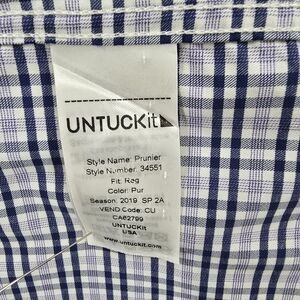 UNTUCKit
Style Name: Prunier
Style Number: 34551
Fit: Reg
Color: Pur
Season: 2019 SP 2A
VEND Code: CU
CA62799
UNTUCKit
USA
www.untuckit.com